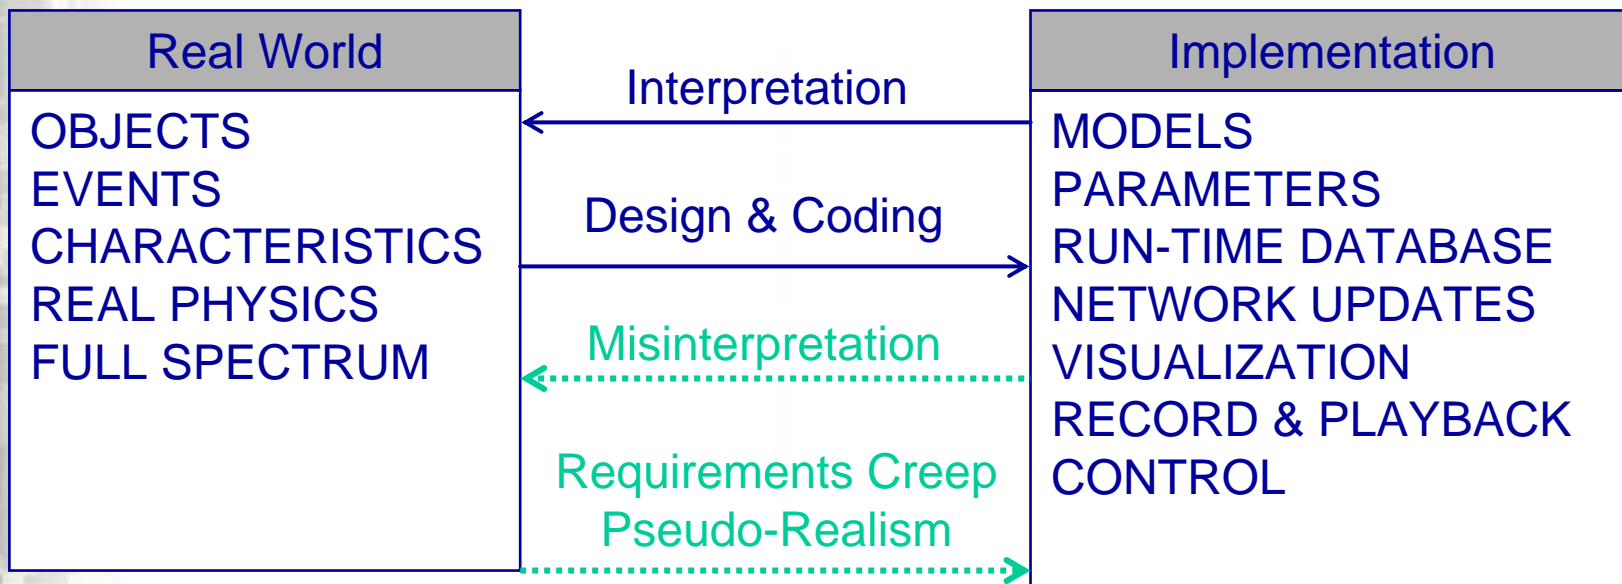 Real World
OBJECTS
EVENTS
CHARACTERISTICS
REAL PHYSICS
FULL SPECTRUM
Interpretation
Design & Coding
Misinterpretation
Requirements Creep
Pseudo-Realism
Implementation
MODELS
PARAMETERS
RUN-TIME DATABASE
NETWORK UPDATES
VISUALIZATION
RECORD & PLAYBACK
CONTROL